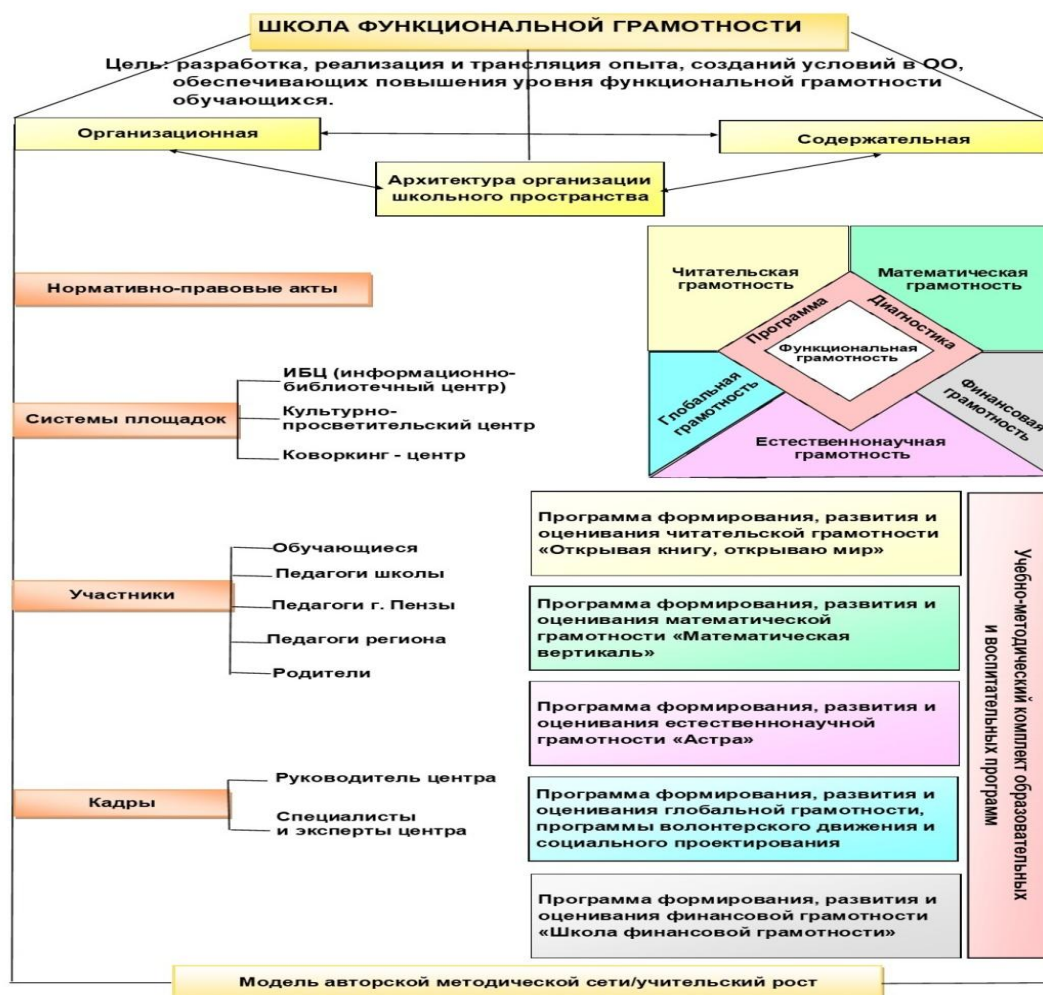 ШКОЛА ФУНКЦИОНАЛЬНОЙ ГРАМОТНОСТИ
Цель: разработка, реализация и трансляция опыта, созданий условий в ОО,
обеспечивающих повышения уровня функциональной грамотности
обучающихся.
Организационная
Содержательная
Архитектура организации
школьного пространства
Нормативно-правовые акты
Системы площадок
ИБЦ (информационно-
библиотечный центр)
Культурно-
просветительский центр
Коворкинг - центр
Участники
Обучающиеся
Педагоги школы
Педагоги г. Пензы
Педагоги региона
Родители
Кадры
Руководитель центра
Специалисты
и эксперты центра
Читательская
грамотность
Математическая
грамотность
Программа
Диагностика
Функциональная
грамотность
Глобальная
грамотность
Финансовая
грамотность
Естественнонаучная
грамотность
Программа формирования, развития и
оценивания читательской грамотности
«Открывая книгу, открываю мир»
Программа формирования, развития и
оценивания математической
грамотности «Математическая
вертикаль»
Программа формирования, развития и
оценивания естественнонаучной
грамотности «Астра»
Программа формирования, развития и
оценивания глобальной грамотности,
программы волонтерского движения и
социального проектирования
Программа формирования, развития и
оценивания финансовой грамотности
«Школа финансовой грамотности»
Учебно-методический комплект образовательных
и воспитательных программ
Модель авторской методической сети/учительский рост